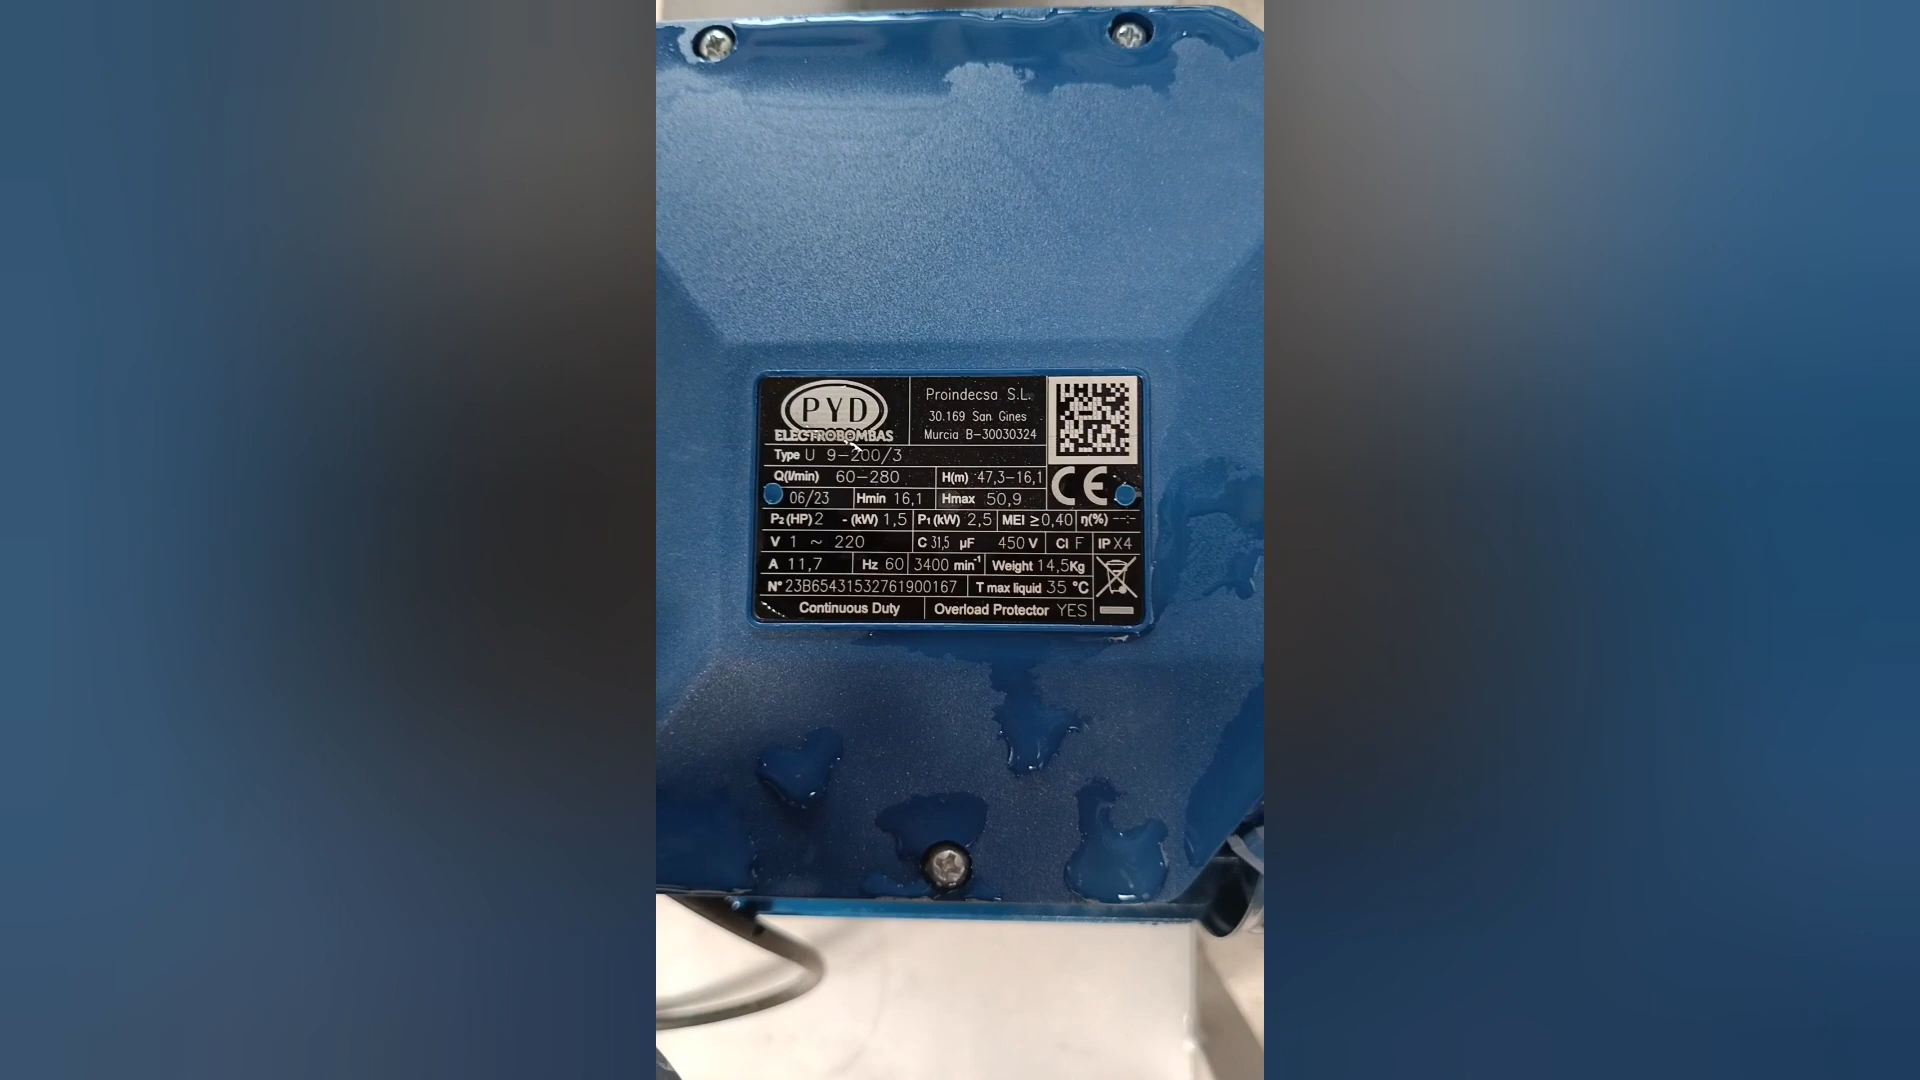 PYD
ELECTROBOMBAS
Proindecsa S.L.
30.169 San Gines
Murcia B-30030324
Type U 9-200/3
Q(l/min) 60-280 H(m) 47,3-16,1
06/23 Hmin 16,1 Hmax 50,9
P₂(HP) 2 -(kW) 1,5 P₁(kW) 2,5 MEI ≥0,40 η(%) --:-
V 1 ~ 220 C 31,5 µF 450 V Cl F IP X4
A 11,7 Hz 60 3400 min⁻¹ Weight 14,5Kg
N° 23B65431532761900167 T max liquid 35 °C
Continuous Duty Overload Protector YES
CE